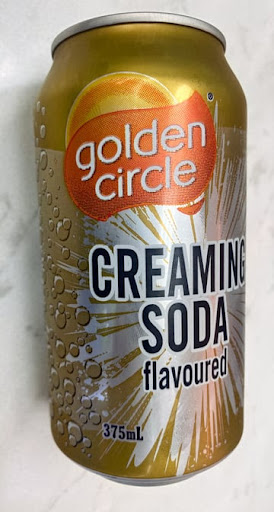 golden
circle
®
CREAMING
SODA
flavoured
375mL